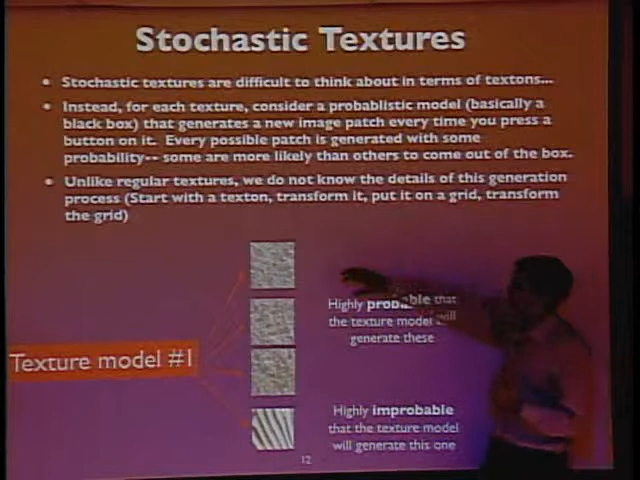 Stochastic Textures
• Stochastic textures are difficult to think about in terms of textons...
• Instead, for each texture, consider a probablistic model (basically a
black box) that generates a new image patch every time you press a
button on it. Every possible patch is generated with some
probability-- some are more likely than others to come out of the box.
• Unlike regular textures, we do not know the details of this generation
process (Start with a texton, transform it, put it on a grid, transform
the grid)
Highly probable that
the texture model will
generate these
Texture model #1
Highly improbable
that the texture model
will generate this one
12